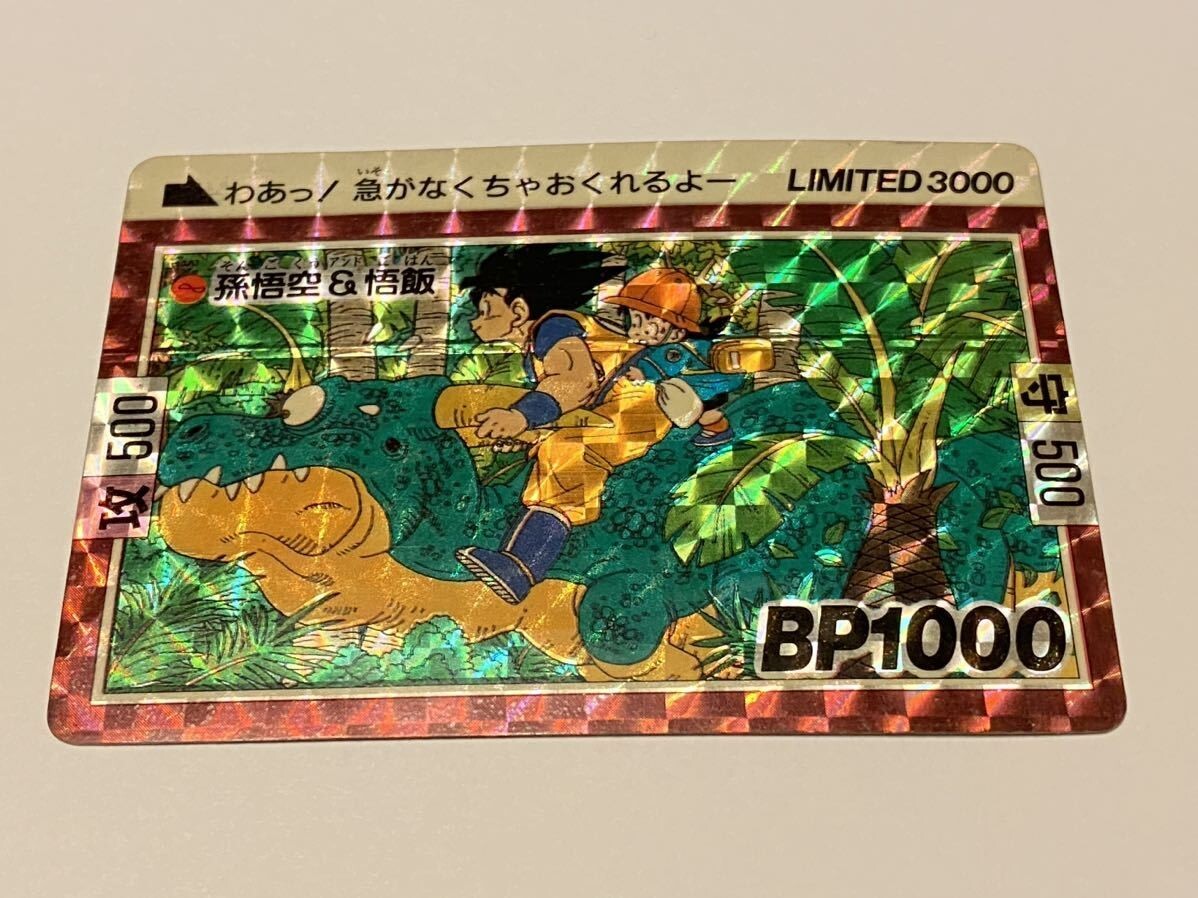 わあっ! 急がなくちゃおくれるよー
いそ
LIMITED 3000
そんごくうアンドごはん
孫悟空&悟飯
攻 500
守 500
BP1000